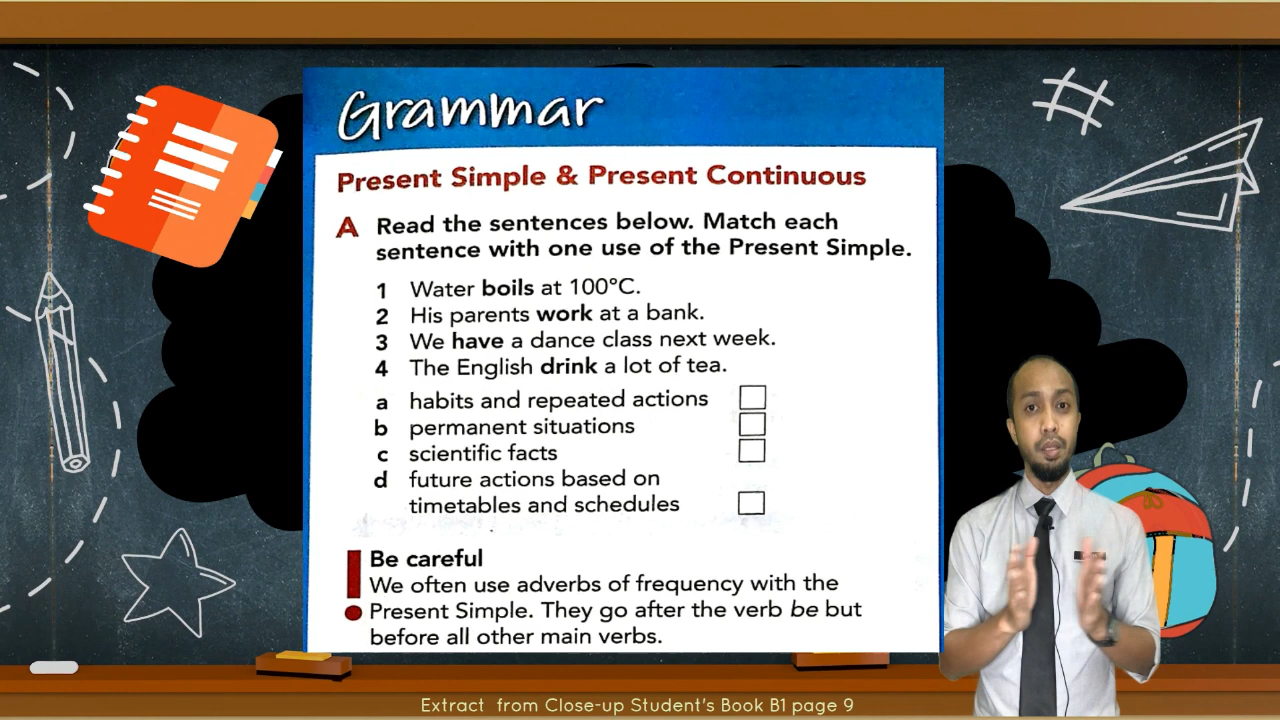 Grammar
Present Simple & Present Continuous
A Read the sentences below. Match each
sentence with one use of the Present Simple.
1 Water boils at 100°C.
2 His parents work at a bank.
3 We have a dance class next week.
4 The English drink a lot of tea.
a habits and repeated actions
b permanent situations
c scientific facts
d future actions based on
timetables and schedules
! Be careful
We often use adverbs of frequency with the
Present Simple. They go after the verb be but
before all other main verbs.
Extract from Close-up Student's Book B1 page 9